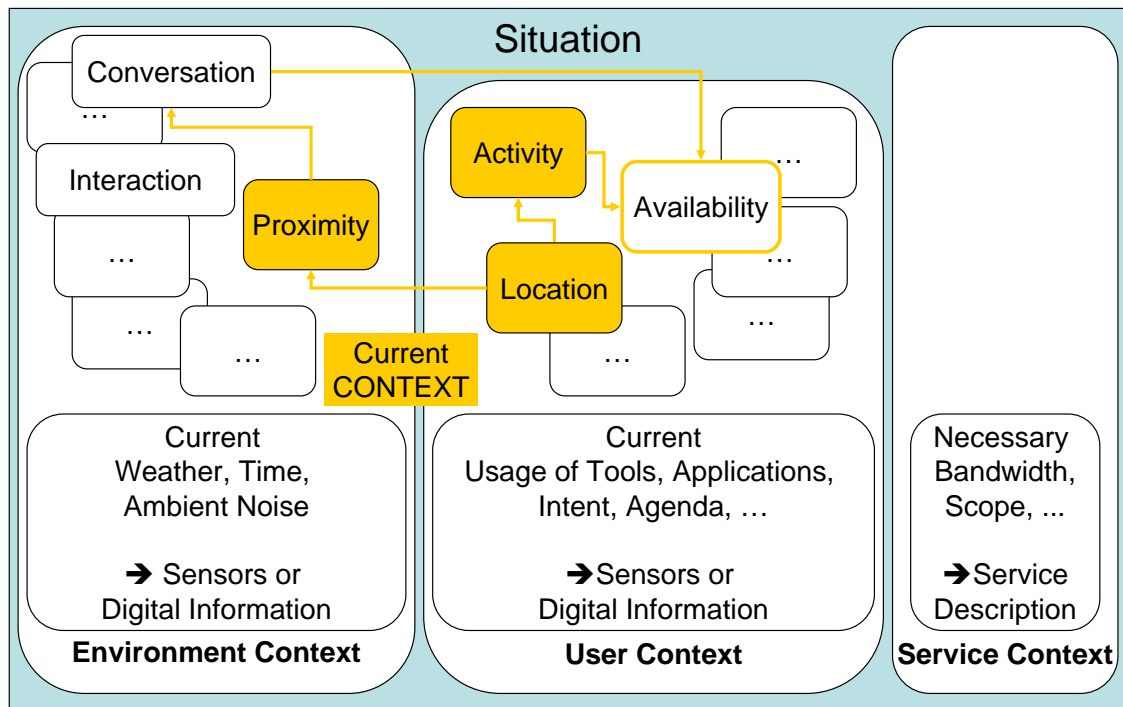 Situation
Conversation
…
Interaction
Proximity
…
…
…
Activity
…
Availability
Location
…
…
…
Current
CONTEXT
Current
Weather, Time,
Ambient Noise
➔ Sensors or
Digital Information
Environment Context
Current
Usage of Tools, Applications,
Intent, Agenda, …
➔Sensors or
Digital Information
User Context
Necessary
Bandwidth,
Scope, ...
➔Service
Description
Service Context